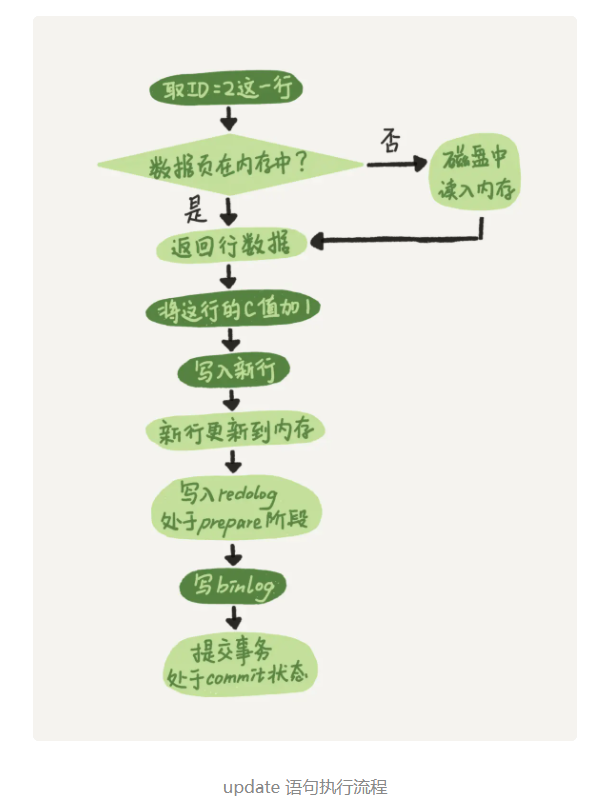 取ID=2这一行
数据页在内存中?
否
磁盘中
读入内存
是
返回行数据
将这行的C值加1
写入新行
新行更新到内存
写入redolog
处于prepare阶段
写binlog
提交事务
处于commit状态
update 语句执行流程